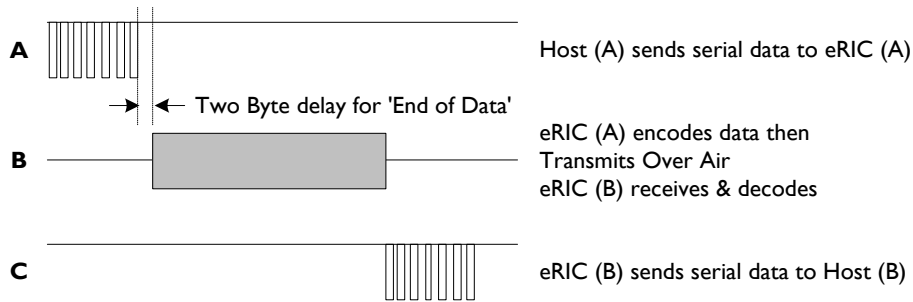 A
Host (A) sends serial data to eRIC (A)
Two Byte delay for 'End of Data'
B
eRIC (A) encodes data then
Transmits Over Air
eRIC (B) receives & decodes
C
eRIC (B) sends serial data to Host (B)